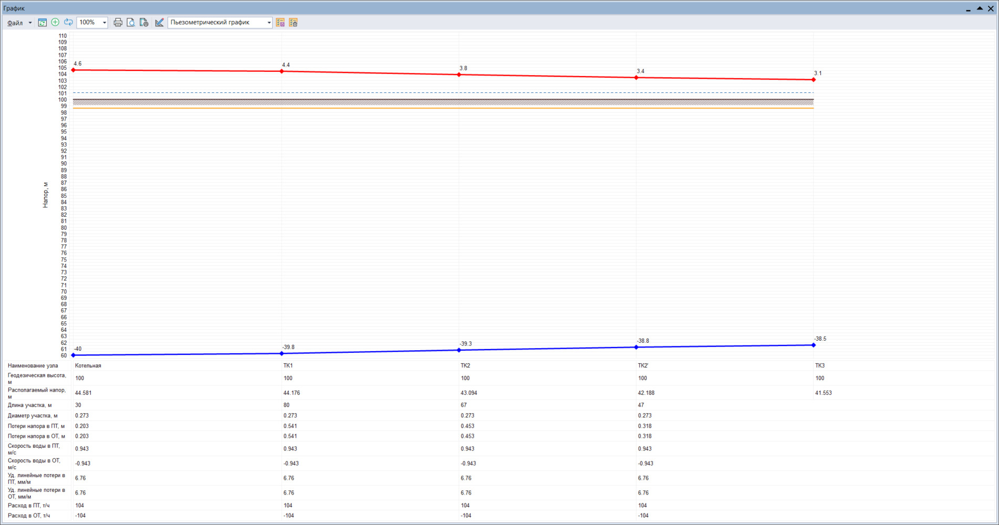 График
Файл
100%
Пьезометрический график
110
109
108
107
106
105
104
103
102
101
100
99
98
97
96
95
94
93
92
91
90
89
88
87
86
85
84
83
82
81
80
79
78
77
76
75
74
73
72
71
70
69
68
67
66
65
64
63
62
61
60
Напор, м
4.6
4.4
3.8
3.4
3.1
-40
-39.8
-39.3
-38.8
-38.5
Наименование узла Котельная ТК1 ТК2 ТК2' ТК3
Геодезическая высота,
м
100 100 100 100 100
Располагаемый напор,
м
44.581 44.176 43.094 42.188 41.553
Длина участка, м 30 80 67 47
Диаметр участка, м 0.273 0.273 0.273 0.273
Потери напора в ПТ, м 0.203 0.541 0.453 0.318
Потери напора в ОТ, м 0.203 0.541 0.453 0.318
Скорость воды в ПТ,
м/с
0.943 0.943 0.943 0.943
Скорость воды в ОТ,
м/с
-0.943 -0.943 -0.943 -0.943
Уд. линейные потери в
ПТ, мм/м
6.76 6.76 6.76 6.76
Уд. линейные потери в
ОТ, мм/м
6.76 6.76 6.76 6.76
Расход в ПТ, т/ч 104 104 104 104
Расход в ОТ, т/ч -104 -104 -104 -104